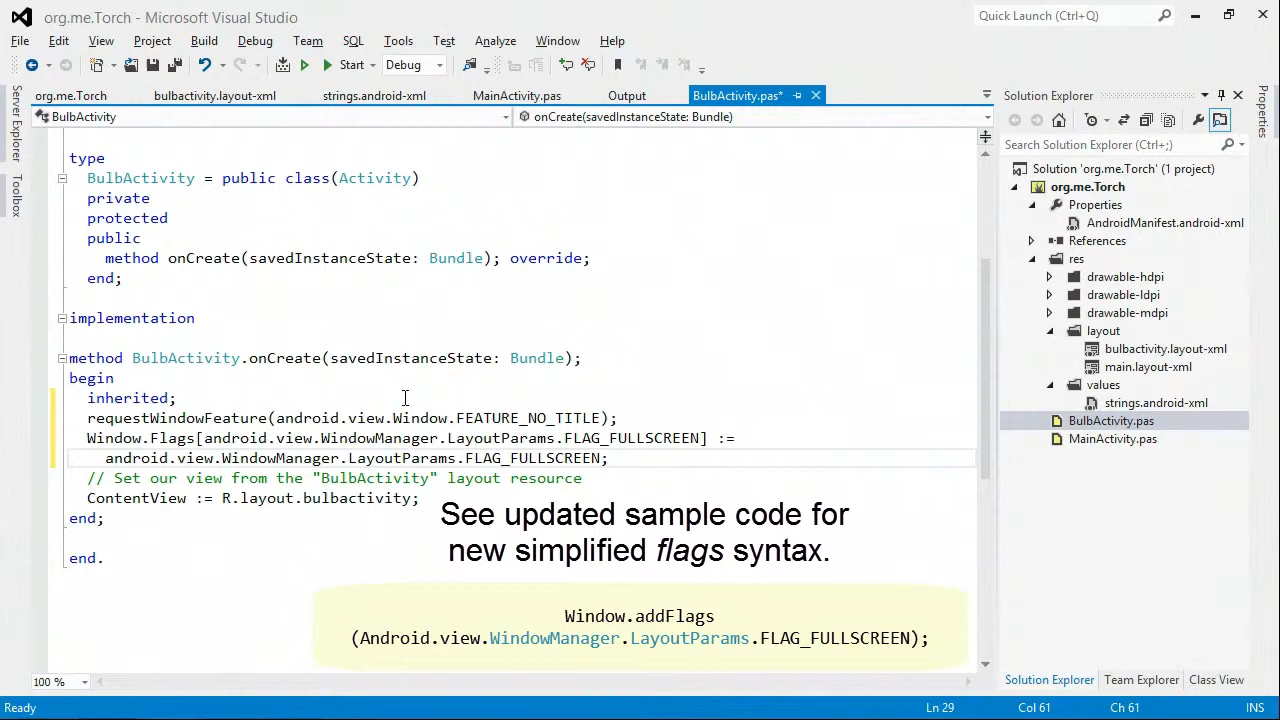 org.me.Torch - Microsoft Visual Studio
Quick Launch (Ctrl+Q)
File Edit View Project Build Debug Team SQL Tools Test Analyze Window Help
Start Debug
org.me.Torch bulbactivity.layout-xml strings.android-xml MainActivity.pas Output BulbActivity.pas*
BulbActivity
onCreate(savedInstanceState: Bundle)
Server Explorer
Toolbox
type
BulbActivity = public class(Activity)
private
protected
public
method onCreate(savedInstanceState: Bundle); override;
end;
implementation
method BulbActivity.onCreate(savedInstanceState: Bundle);
begin
inherited;
requestWindowFeature(android.view.Window.FEATURE_NO_TITLE);
Window.Flags[android.view.WindowManager.LayoutParams.FLAG_FULLSCREEN] :=
android.view.WindowManager.LayoutParams.FLAG_FULLSCREEN;
// Set our view from the "BulbActivity" layout resource
ContentView := R.layout.bulbactivity;
end;
end.
See updated sample code for
new simplified flags syntax.
Window.addFlags
(Android.view.WindowManager.LayoutParams.FLAG_FULLSCREEN);
100 %
Solution Explorer
Search Solution Explorer (Ctrl+;)
Solution 'org.me.Torch' (1 project)
org.me.Torch
Properties
AndroidManifest.android-xml
References
res
drawable-hdpi
drawable-ldpi
drawable-mdpi
layout
bulbactivity.layout-xml
main.layout-xml
values
strings.android-xml
BulbActivity.pas
MainActivity.pas
Solution Explorer Team Explorer Class View
Properties
Ready Ln 29 Col 61 Ch 61 INS